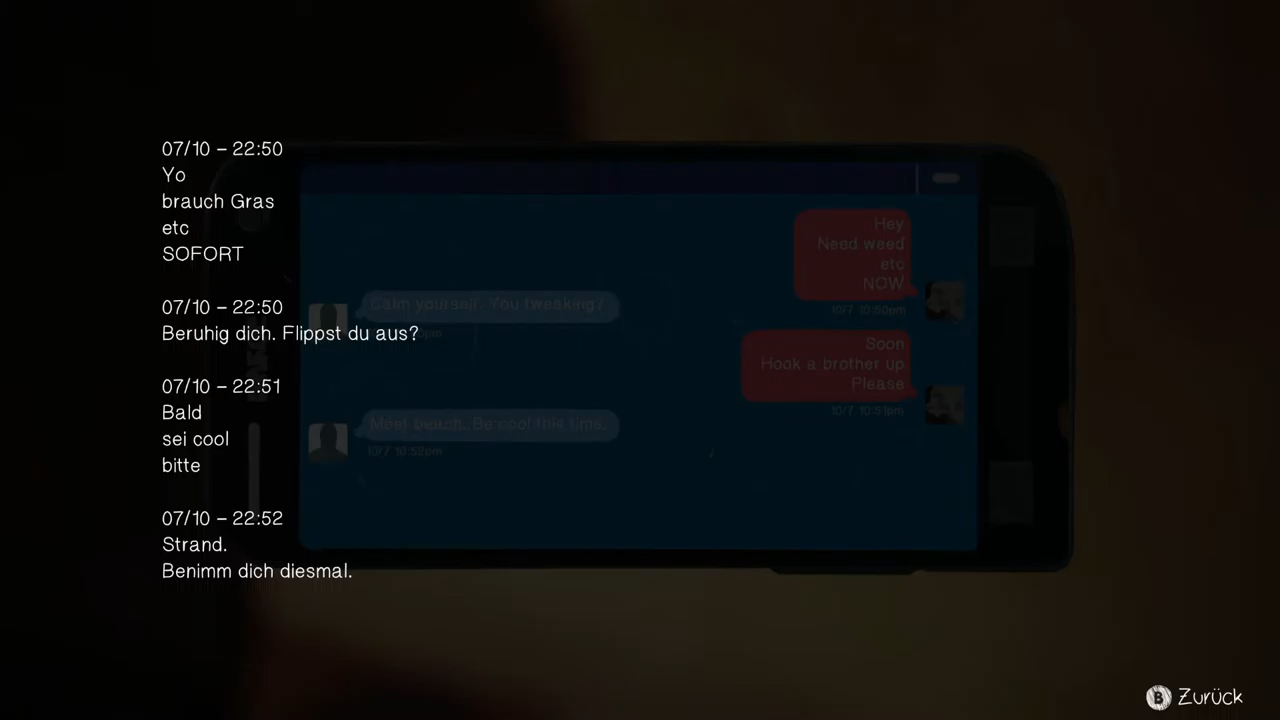 07/10 – 22:50
Yo
brauch Gras
etc
SOFORT
07/10 – 22:50
Beruhig dich. Flippst du aus?
07/10 – 22:51
Bald
sei cool
bitte
07/10 – 22:52
Strand.
Benimm dich diesmal.
Hey
Need weed
etc
NOW
10/7 10:50pm
Calm yourself. You tweaking?
Soon
Hook a brother up
Please
10/7 10:51pm
Meet beach. Be cool this time.
10/7 10:52pm
B Zurück